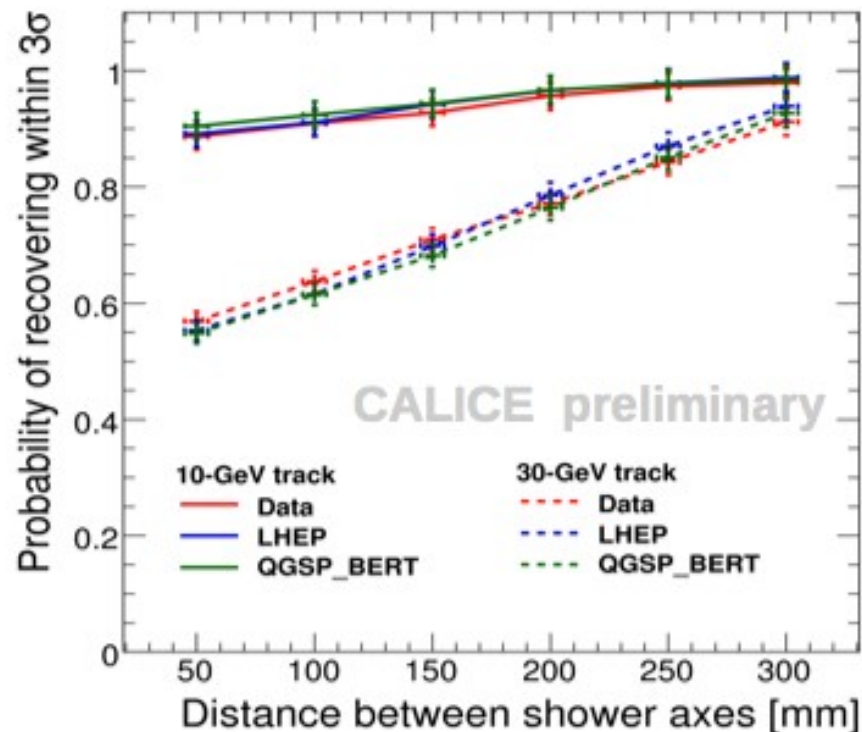 Probability of recovering within 3σ
1
0.8
0.6
0.4
0.2
0
CALICE preliminary
10-GeV track
Data
LHEP
QGSP_BERT
30-GeV track
Data
LHEP
QGSP_BERT
50 100 150 200 250 300
Distance between shower axes [mm]